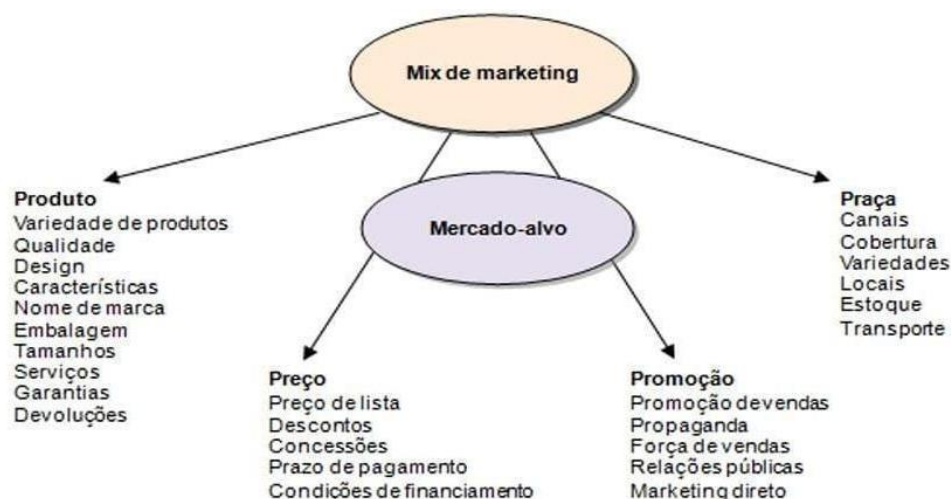 Mix de marketing
Mercado-alvo
Produto
Variedade de produtos
Qualidade
Design
Características
Nome de marca
Embalagem
Tamanhos
Serviços
Garantias
Devoluções
Preço
Preço de lista
Descontos
Concessões
Prazo de pagamento
Condições de financiamento
Promoção
Promoção de vendas
Propaganda
Força de vendas
Relações públicas
Marketing direto
Praça
Canais
Cobertura
Variedades
Locais
Estoque
Transporte